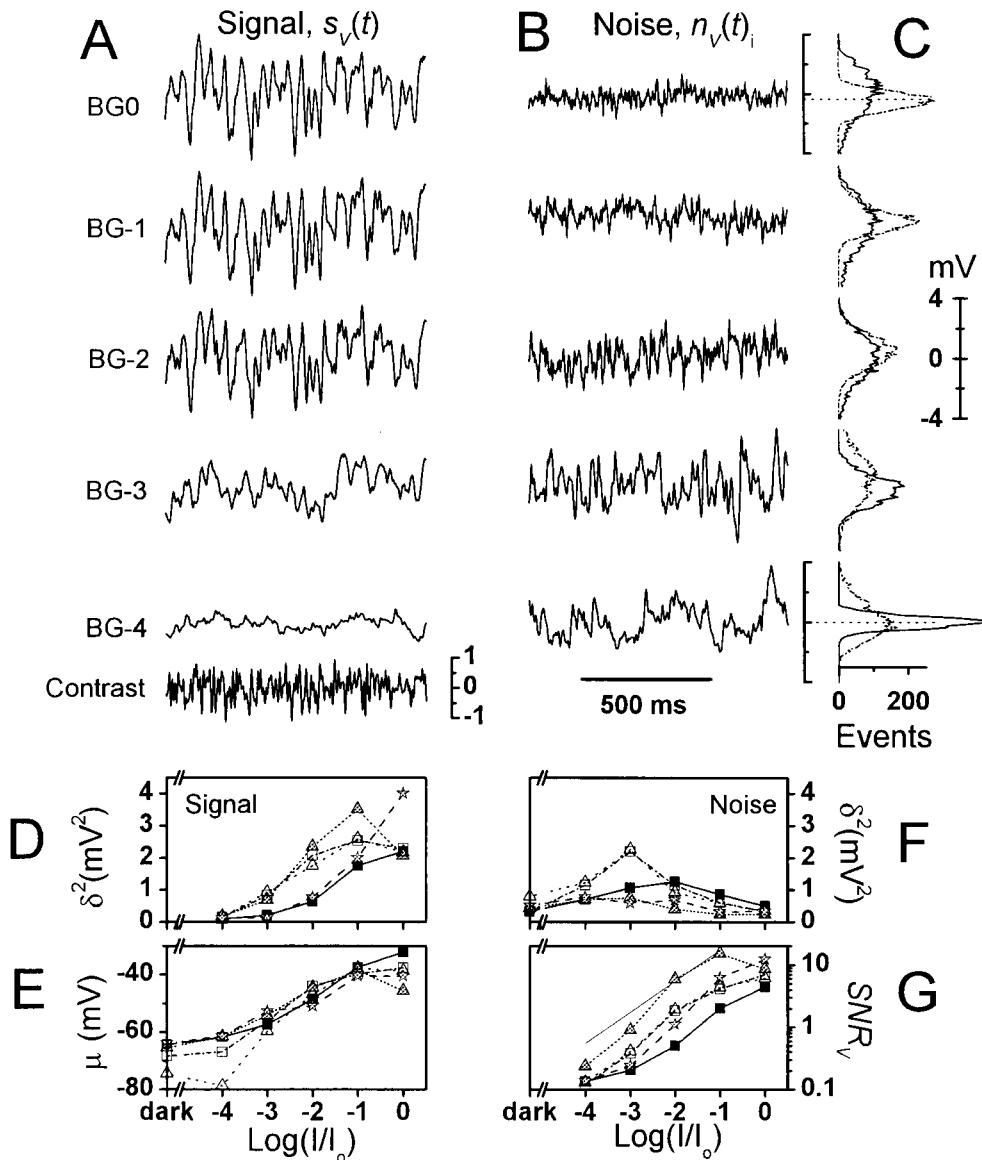 A Signal, s_v(t) B Noise, n_v(t)_i C
BG0
BG-1
mV
4
BG-2
0
-4
BG-3
BG-4
Contrast
1
0
-1
500 ms
0 200
Events
D
δ²(mV²)
4
3
2
1
0
Signal
Noise
4
3
2
1
0
δ²(mV²)
F
E
μ (mV)
-40
-60
-80
10
1
0.1
SNR_v
G
dark -4 -3 -2 -1 0
Log(I/I_o)
dark -4 -3 -2 -1 0
Log(I/I_o)